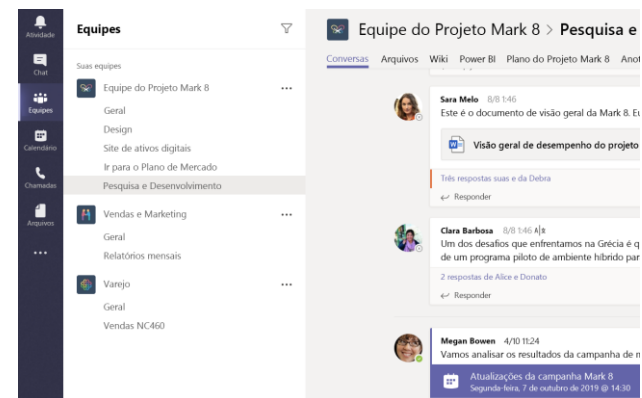 Atividade
Chat
Equipes
Calendário
Chamadas
Arquivos
Equipes
Suas equipes
Equipe do Projeto Mark 8
Geral
Design
Site de ativos digitais
Ir para o Plano de Mercado
Pesquisa e Desenvolvimento
Vendas e Marketing
Geral
Relatórios mensais
Varejo
Geral
Vendas NC460
Equipe do Projeto Mark 8 > Pesquisa e
Conversas Arquivos Wiki Power BI Plano do Projeto Mark 8 Anot
Sara Melo 8/8 1:46
Este é o documento de visão geral da Mark 8. Eu
Visão geral de desempenho do projeto
Três respostas suas e da Debra
Responder
Clara Barbosa 8/8 1:46
Um dos desafios que enfrentamos na Grécia é q
de um programa piloto de ambiente híbrido par
2 respostas de Alice e Donato
Responder
Megan Bowen 4/10 11:24
Vamos analisar os resultados da campanha de n
Atualizações da campanha Mark 8
Segunda-feira, 7 de outubro de 2019 @ 14:30